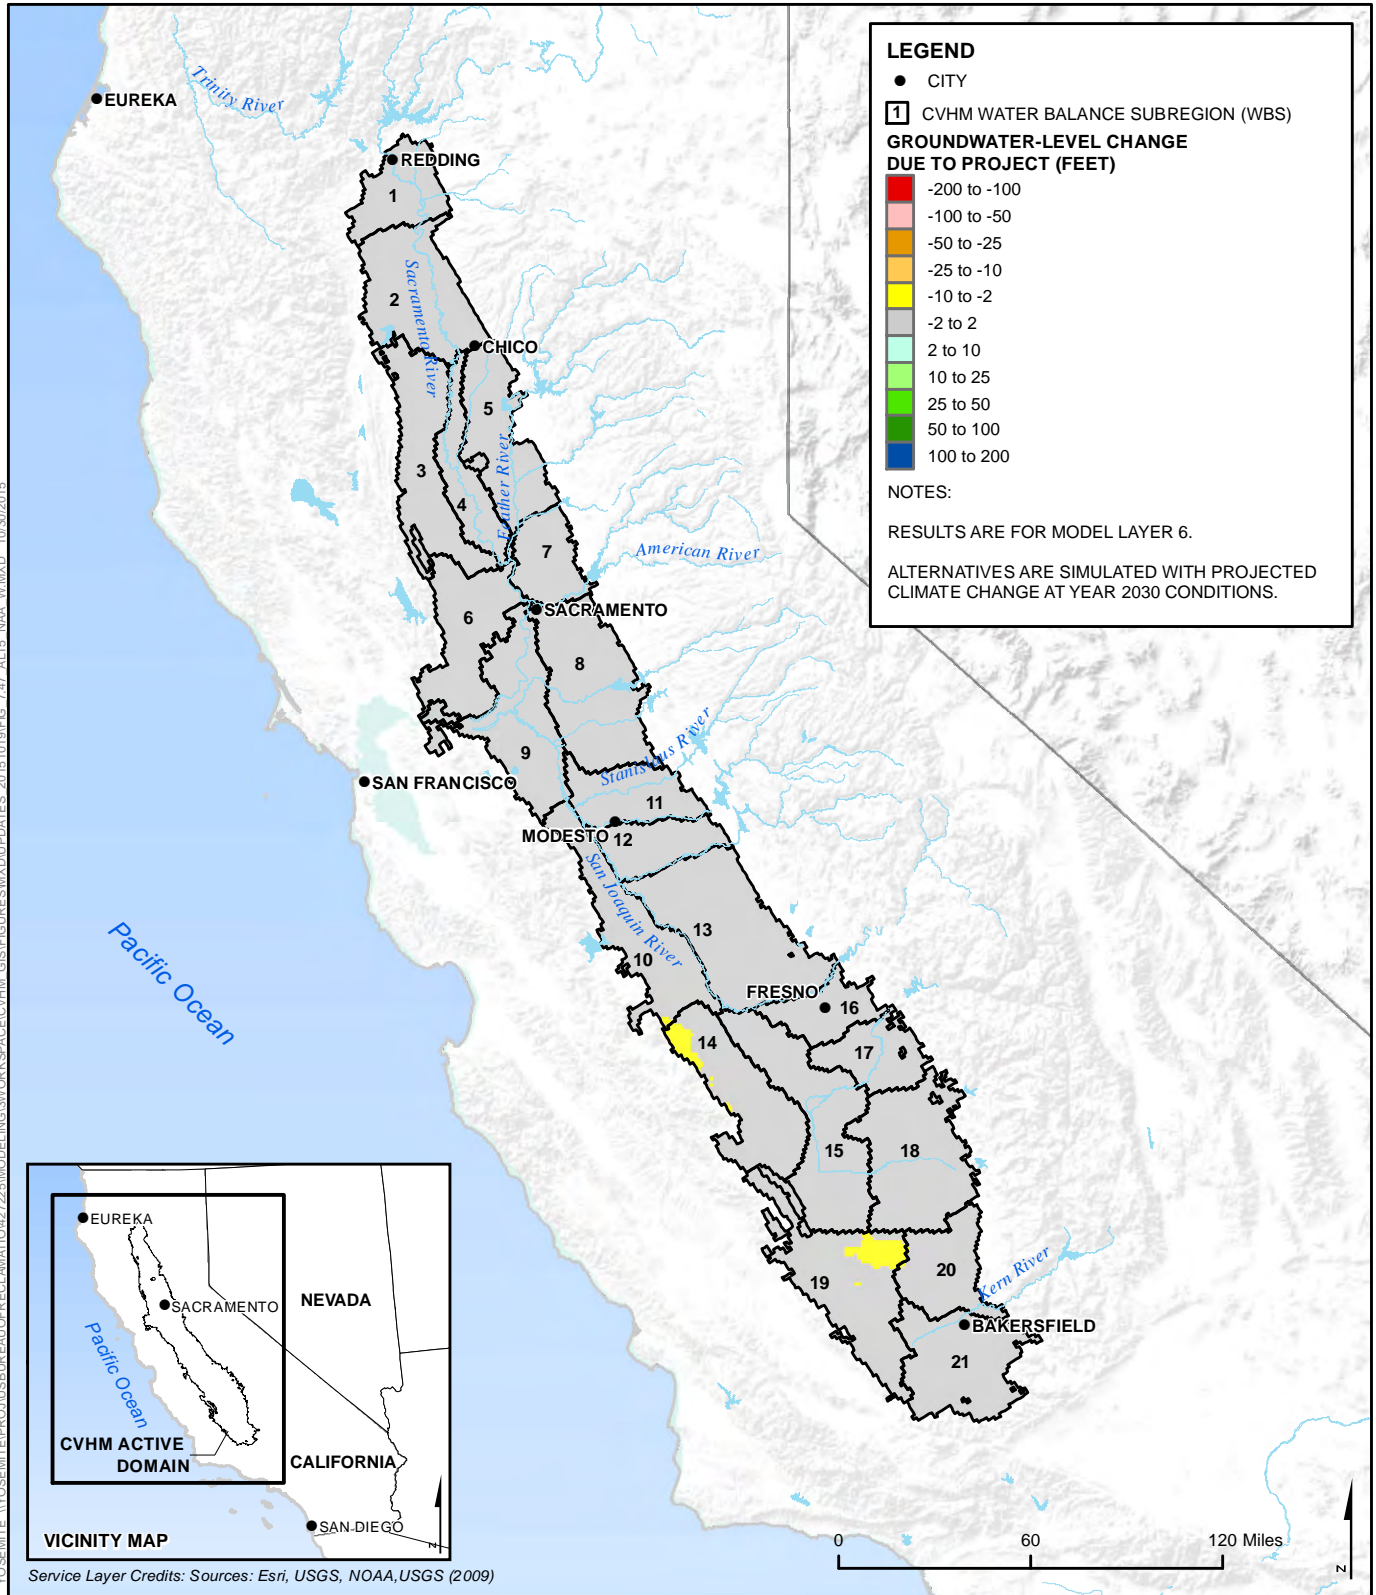 EUREKA
Trinity River
REDDING
1
2
Sacramento River
CHICO
5
3
4
Feather River
7
American River
SACRAMENTO
6
8
9
Stanislaus River
SAN FRANCISCO
11
MODESTO
12
San Joaquin River
13
10
FRESNO
16
14
17
15
18
19
20
Kern River
BAKERSFIELD
21
Pacific Ocean
LEGEND
CITY
1 CVHM WATER BALANCE SUBREGION (WBS)
GROUNDWATER-LEVEL CHANGE
DUE TO PROJECT (FEET)
-200 to -100
-100 to -50
-50 to -25
-25 to -10
-10 to -2
-2 to 2
2 to 10
10 to 25
25 to 50
50 to 100
100 to 200
NOTES:
RESULTS ARE FOR MODEL LAYER 6.
ALTERNATIVES ARE SIMULATED WITH PROJECTED
CLIMATE CHANGE AT YEAR 2030 CONDITIONS.
EUREKA
SACRAMENTO
NEVADA
Pacific Ocean
CVHM ACTIVE
DOMAIN
CALIFORNIA
SAN DIEGO
VICINITY MAP
N
Service Layer Credits: Sources: Esri, USGS, NOAA,USGS (2009)
0 60 120 Miles
N